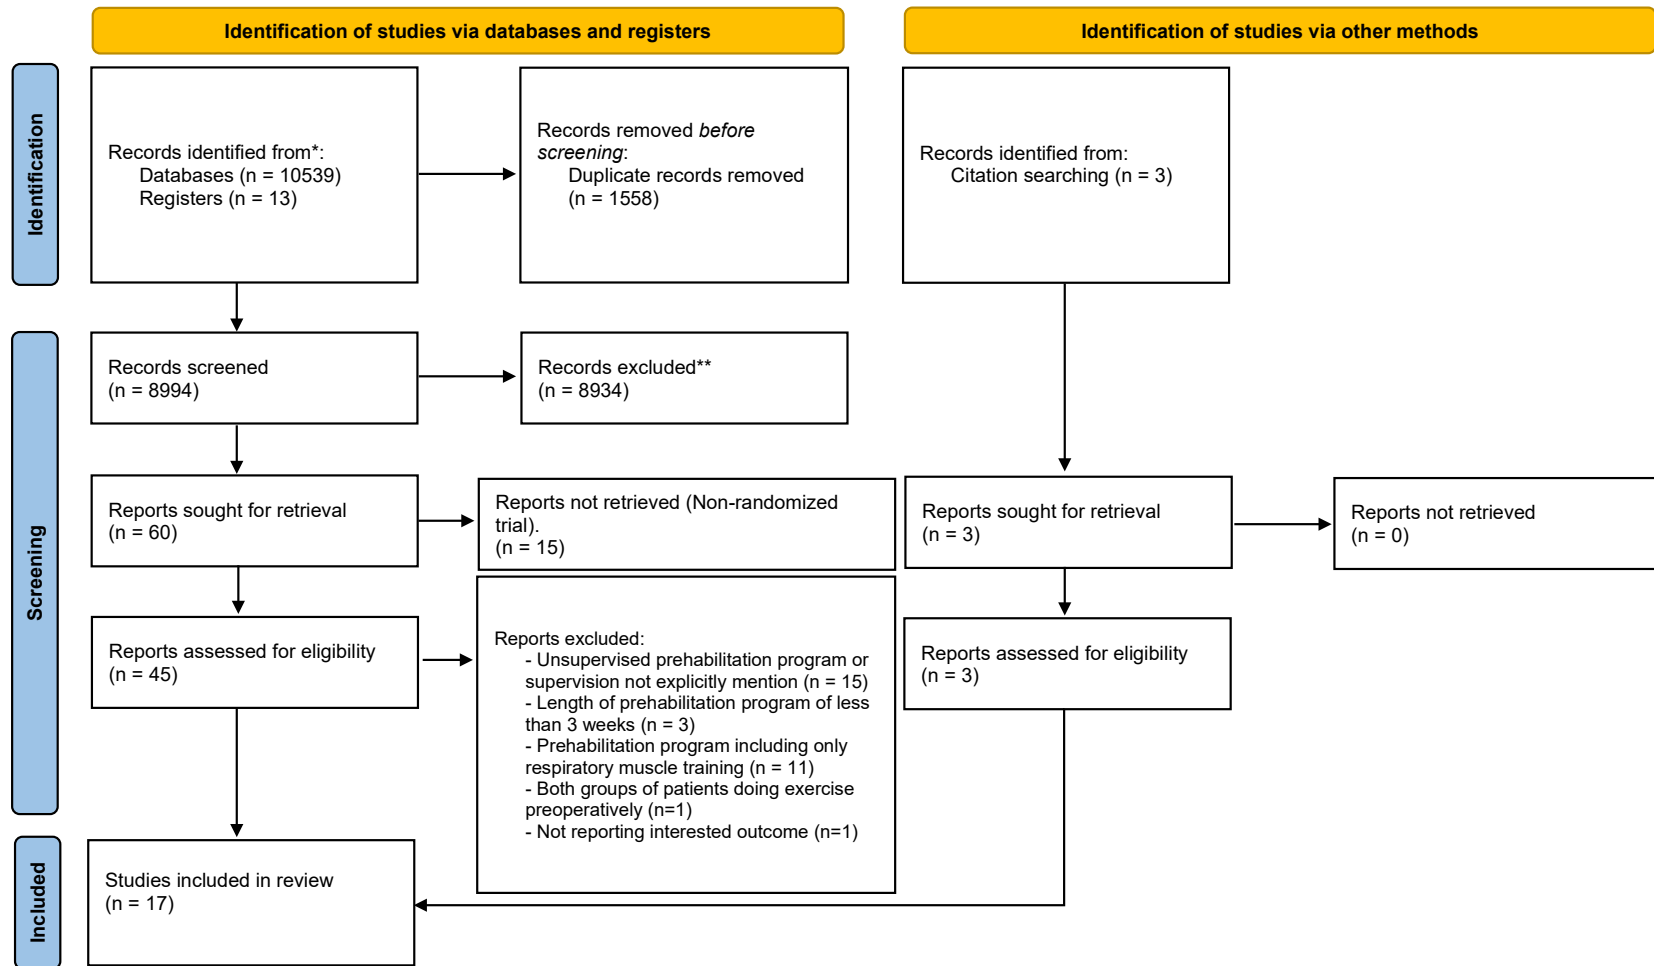 Identification of studies via databases and registers
Identification of studies via other methods
Identification
Records identified from*:
Databases (n = 10539)
Registers (n = 13)
Records removed before
screening:
Duplicate records removed
(n = 1558)
Records identified from:
Citation searching (n = 3)
Screening
Records screened
(n = 8994)
Records excluded**
(n = 8934)
Reports sought for retrieval
(n = 60)
Reports not retrieved (Non-randomized
trial).
(n = 15)
Reports sought for retrieval
(n = 3)
Reports not retrieved
(n = 0)
Reports assessed for eligibility
(n = 45)
Reports excluded:
- Unsupervised prehabilitation program or
supervision not explicitly mention (n = 15)
- Length of prehabilitation program of less
than 3 weeks (n = 3)
- Prehabilitation program including only
respiratory muscle training (n = 11)
- Both groups of patients doing exercise
preoperatively (n=1)
- Not reporting interested outcome (n=1)
Reports assessed for eligibility
(n = 3)
Included
Studies included in review
(n = 17)